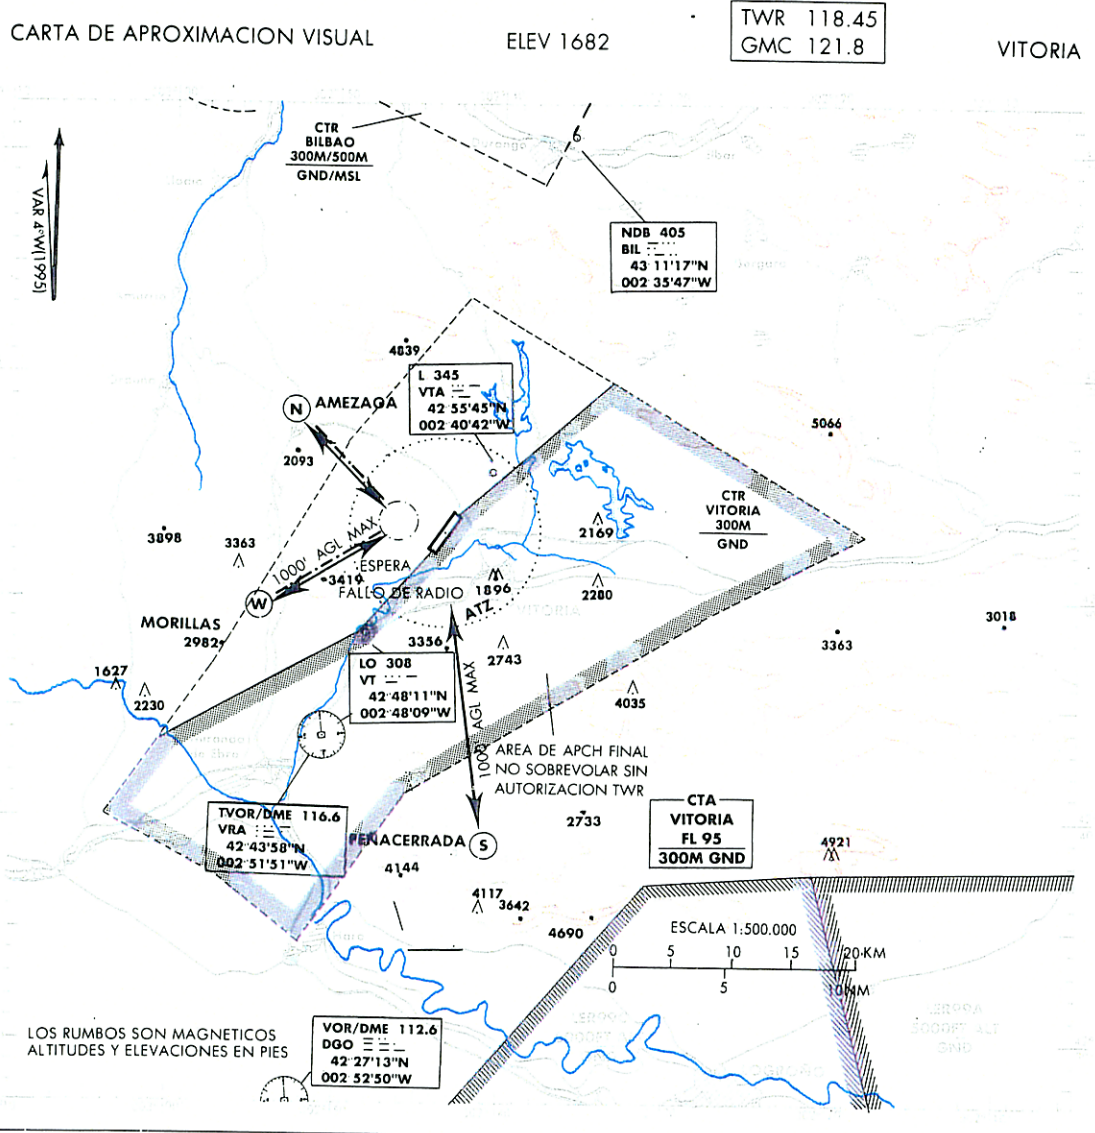 CARTA DE APROXIMACION VISUAL
ELEV 1682
TWR 118.45
GMC 121.8
VITORIA
VAR 4°W(1995)
CTR
BILBAO
300M/500M
GND/MSL
6
NDB 405
BIL
43 11'17"N
002 35'47"W
4839
L 345
VTA
42 55'45"N
002 40'42"W
N
AMEZAGA
2093
5066
CTR
VITORIA
300M
GND
3898
3363
2169
1000' AGL MAX
ESPERA
3419
FALLO DE RADIO
1896
2280
ATZ
W
MORILLAS
2982
3356
2743
3363
3018
1627
2230
LO 308
VT
42 48'11"N
002 48'09"W
4035
1000' AGL MAX
AREA DE APCH FINAL
NO SOBREVOLAR SIN
AUTORIZACION TWR
TVOR/DME 116.6
VRA
42 43'58"N
002 51'51"W
PEÑACERRADA
S
2733
CTA
VITORIA
FL 95
300M GND
4921
4144
4117
3642
4690
ESCALA 1:500.000
0 5 10 15 20 KM
0 5 10NM
LOS RUMBOS SON MAGNETICOS
ALTITUDES Y ELEVACIONES EN PIES
VOR/DME 112.6
DGO
42 27'13"N
002 52'50"W